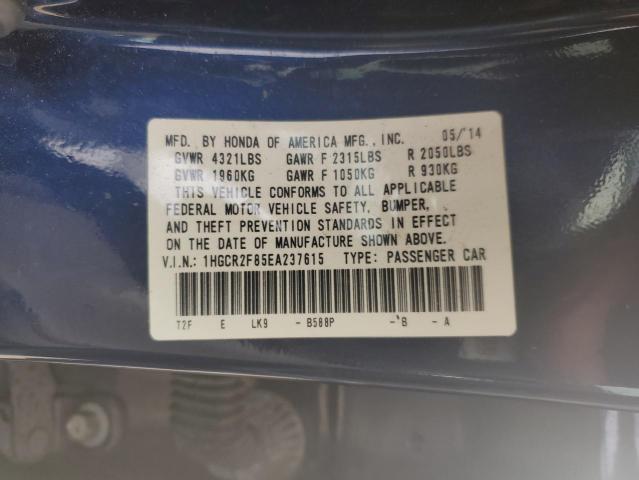 MFD. BY HONDA OF AMERICA MFG., INC. 05/'14
GVWR 4321LBS GAWR F 2315LBS R 2050LBS
GVWR 1960KG GAWR F 1050KG R 930KG
THIS VEHICLE CONFORMS TO ALL APPLICABLE
FEDERAL MOTOR VEHICLE SAFETY, BUMPER,
AND THEFT PREVENTION STANDARDS IN EFFECT
ON THE DATE OF MANUFACTURE SHOWN ABOVE.
V.I.N.: 1HGCR2F85EA237615 TYPE: PASSENGER CAR
T2F E LK9 - B588P -'B - A